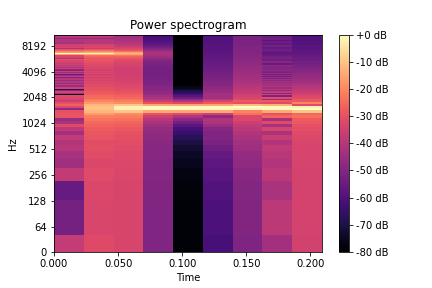 Power spectrogram
Hz
8192
4096
2048
1024
512
256
128
64
0
0.000
0.050
0.100
0.150
0.200
Time
+0 dB
-10 dB
-20 dB
-30 dB
-40 dB
-50 dB
-60 dB
-70 dB
-80 dB